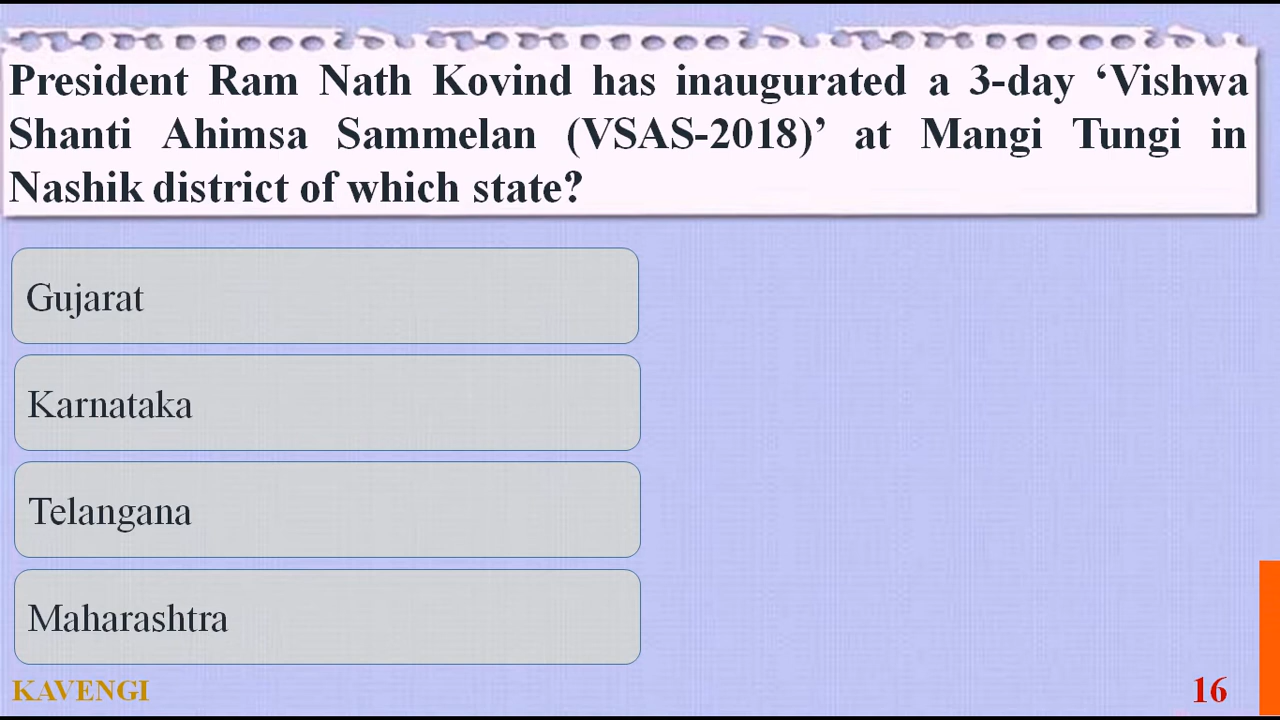 President Ram Nath Kovind has inaugurated a 3-day ‘Vishwa
Shanti Ahimsa Sammelan (VSAS-2018)’ at Mangi Tungi in
Nashik district of which state?
Gujarat
Karnataka
Telangana
Maharashtra
KAVENGI
16